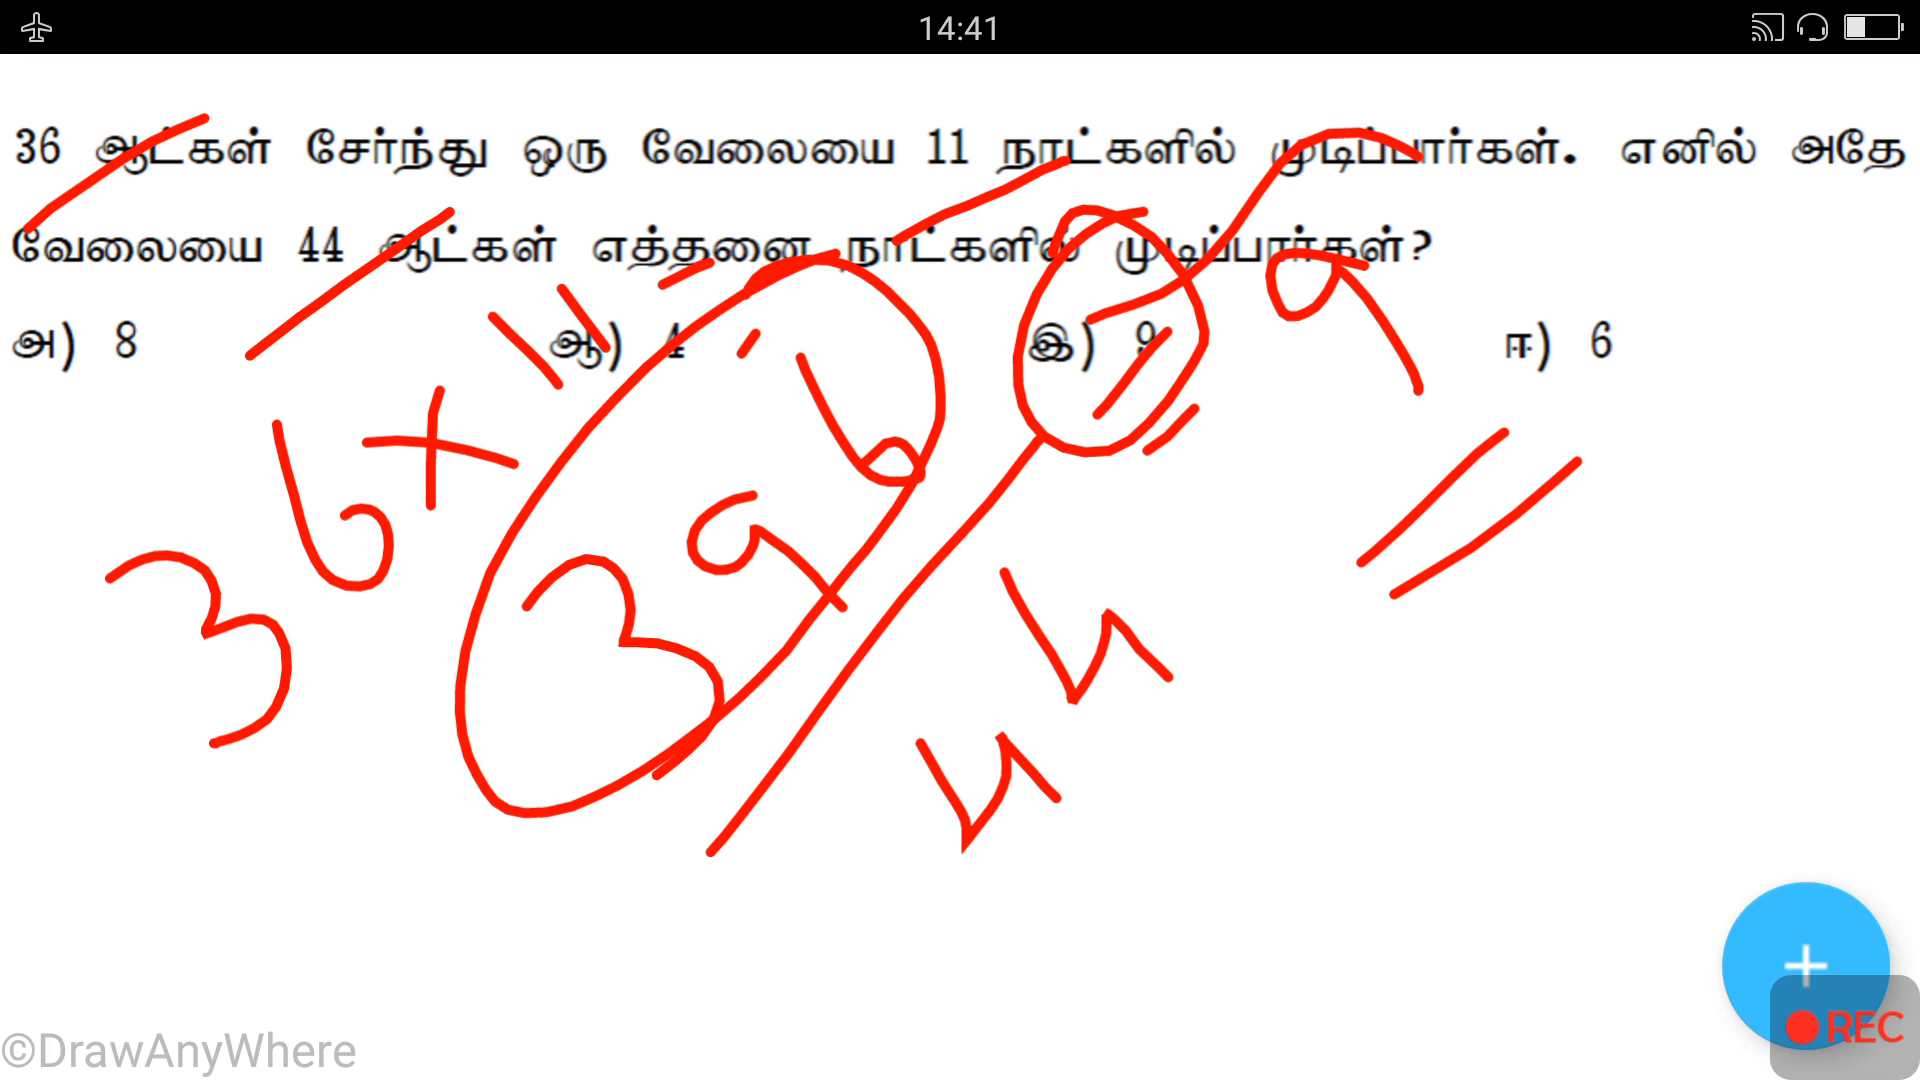 14:41
36 ஆட்கள் சேர்ந்து ஒரு வேலையை 11 நாட்களில் முடிப்பார்கள். எனில் அதே
வேலையை 44 ஆட்கள் எத்தனை நாட்களில் முடிப்பார்கள்?
அ) 8 ஆ) 4 இ) 9 ஈ) 6
36 x 11 = 396 / 44 = 9
©DrawAnyWhere
REC